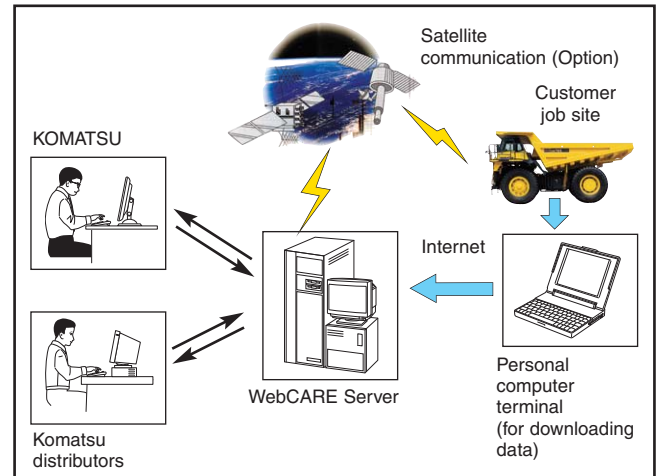 Satellite
communication (Option)
Customer
job site
KOMATSU
Internet
WebCARE Server
Personal
computer
terminal
(for downloading
data)
Komatsu
distributors